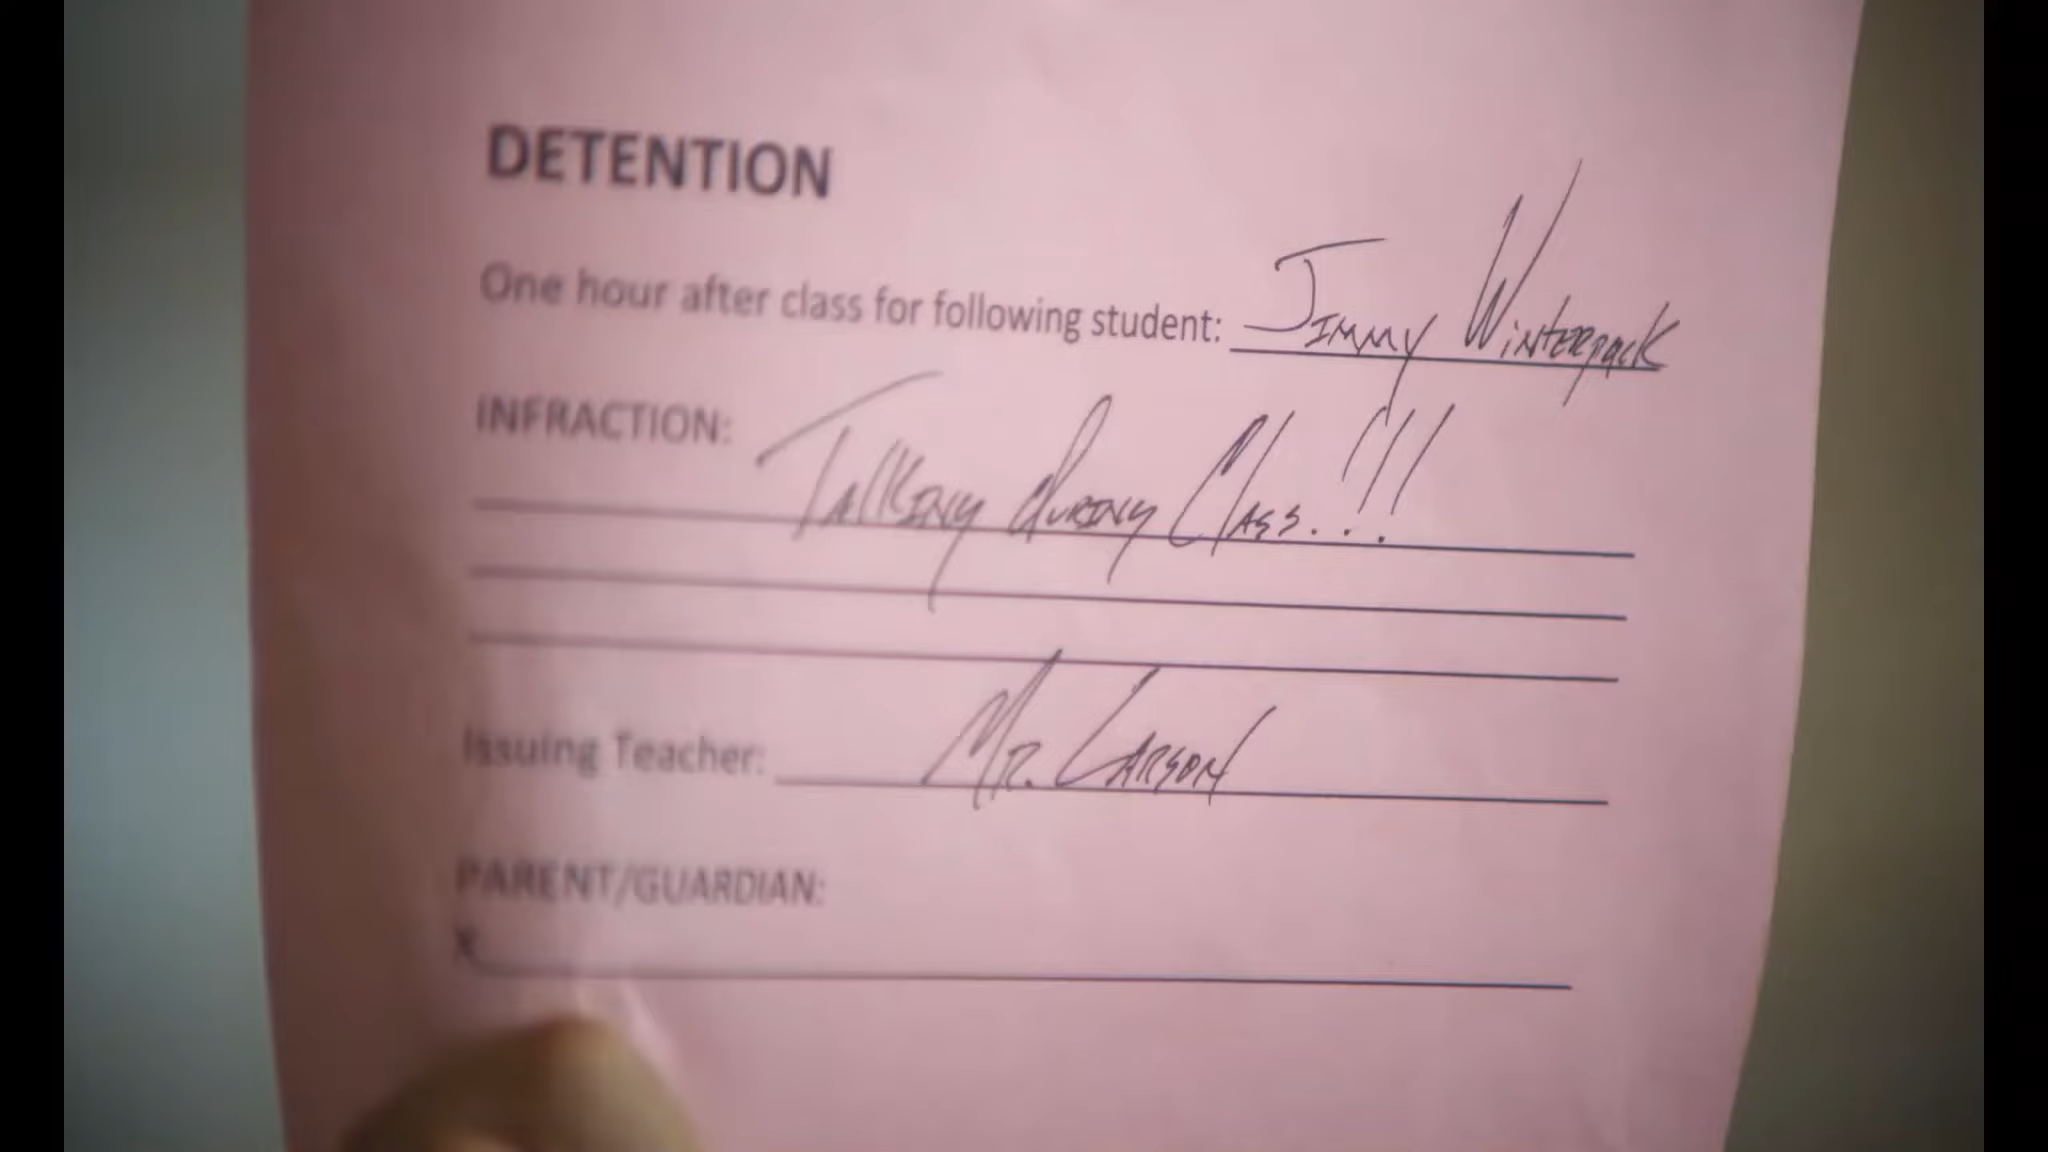 DETENTION
One hour after class for following student: Jimmy Winterpock
INFRACTION: Talking during Class..!!
Issuing Teacher: Mr. Larson
PARENT/GUARDIAN:
X